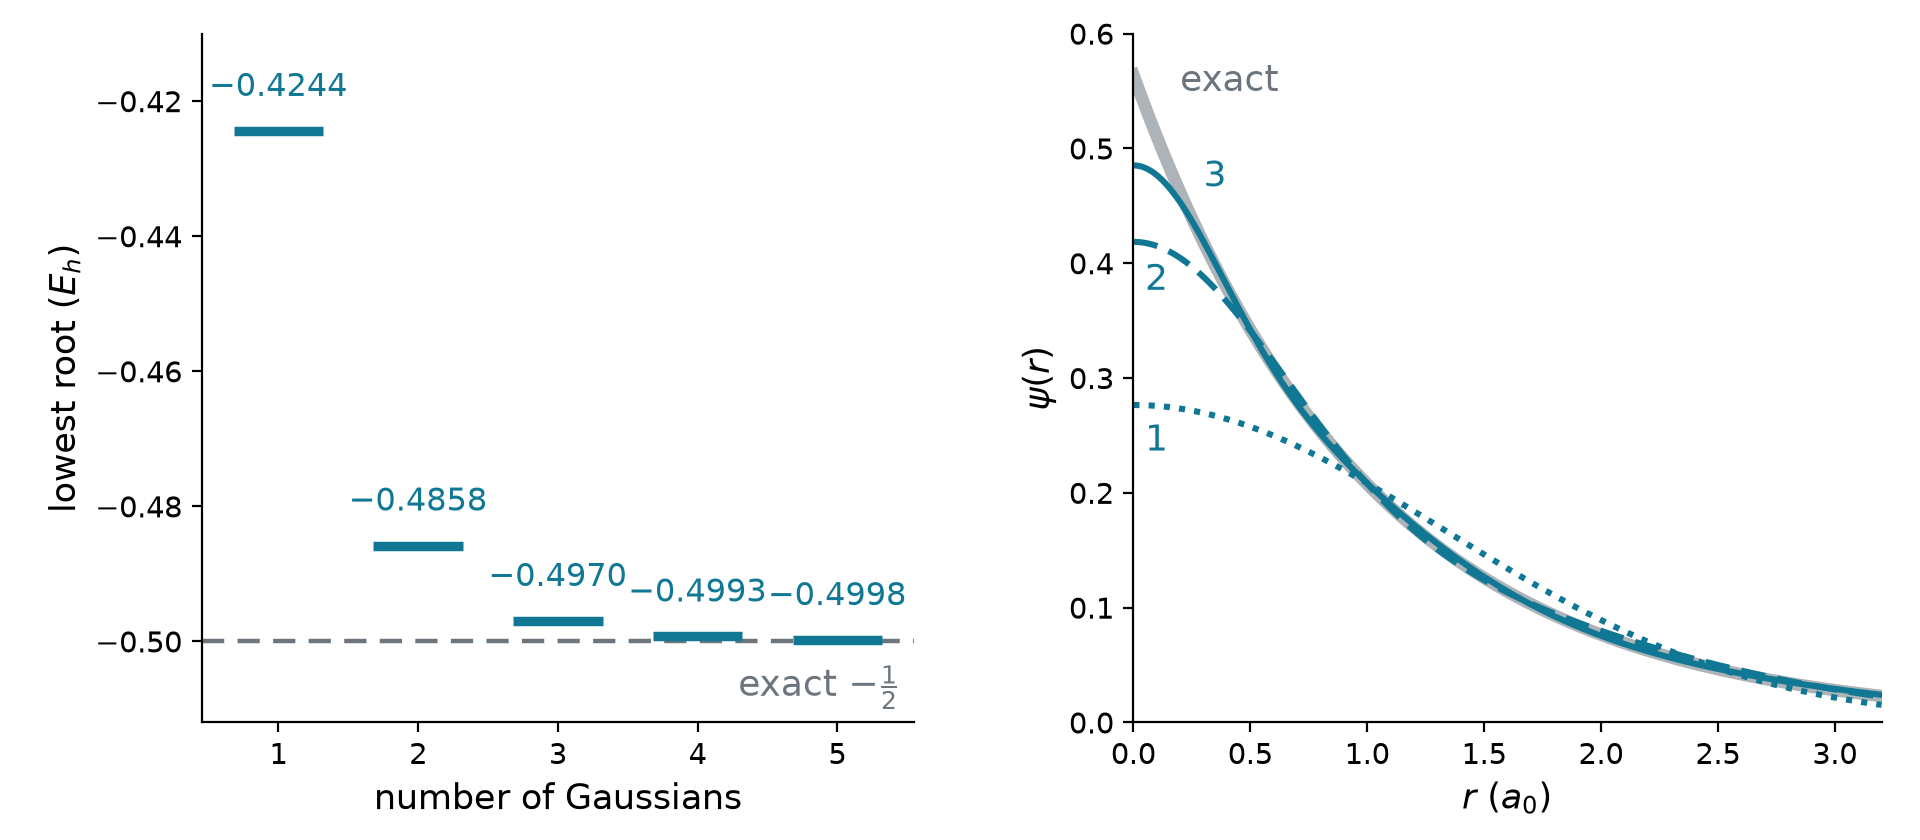 lowest root (E_h)
−0.42
−0.44
−0.46
−0.48
−0.50
−0.4244
−0.4858
−0.4970
−0.4993
−0.4998
exact −1/2
1 2 3 4 5
number of Gaussians
ψ(r)
0.6
0.5
0.4
0.3
0.2
0.1
0.0
exact
3
2
1
0.0 0.5 1.0 1.5 2.0 2.5 3.0
r (a_0)